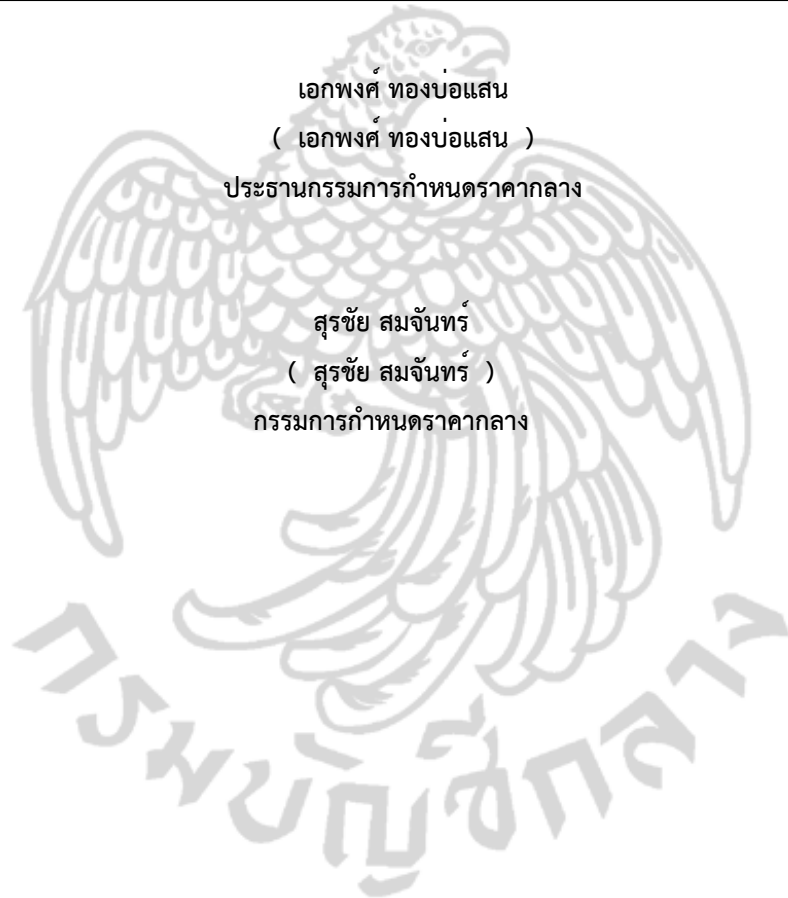 เอกพงศ์ ทองบ่อแสน
( เอกพงศ์ ทองบ่อแสน )
ประธานกรรมการกำหนดราคากลาง
สุรชัย สมจันทร์
( สุรชัย สมจันทร์ )
กรรมการกำหนดราคากลาง
กรมบัญชีกลาง